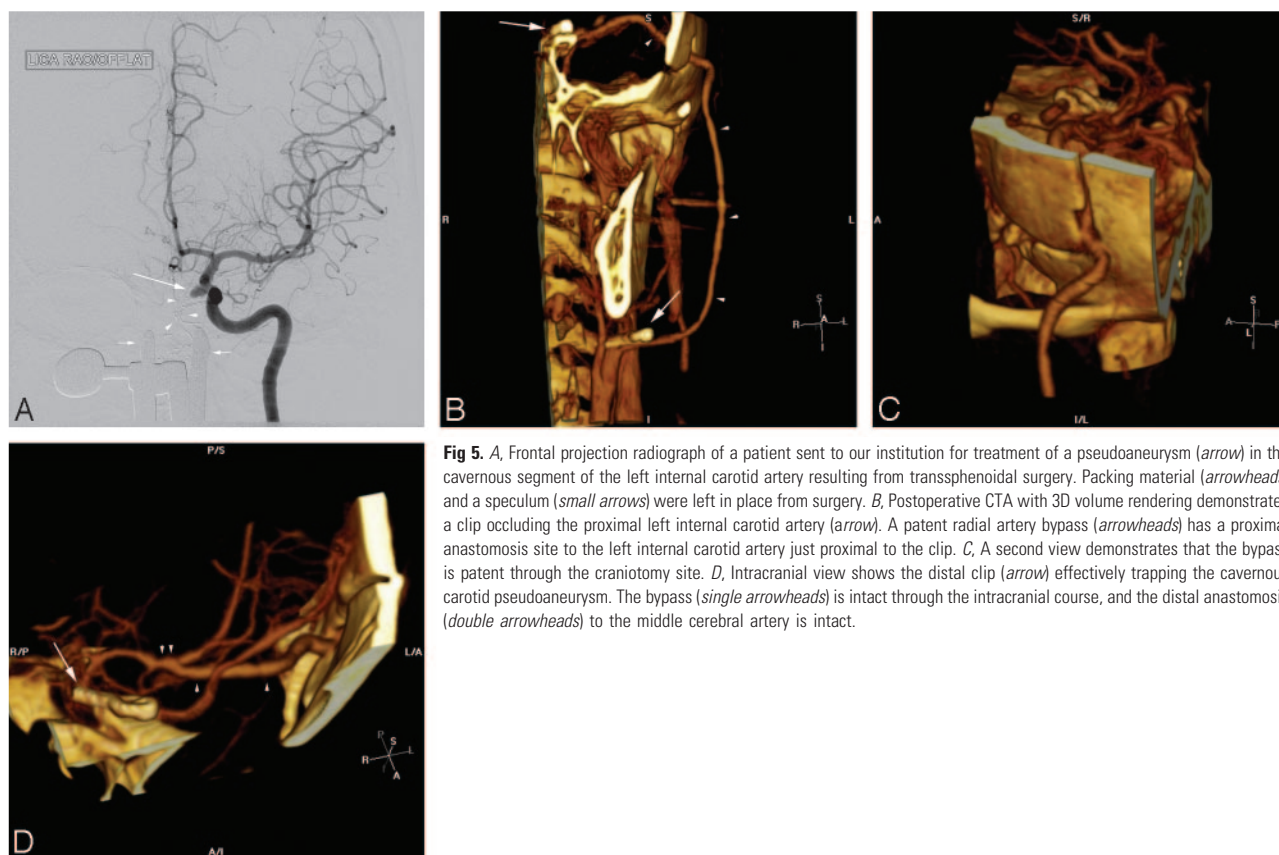 LICA RAO/OFFLAT
A
S
R
L
S
R
A
L
I
I
B
S/R
A
S
A
L
I
I/L
C
P/S
R/P
L/A
P
S
R
L
A
A/I
D
Fig 5. A, Frontal projection radiograph of a patient sent to our institution for treatment of a pseudoaneurysm (arrow) in th
cavernous segment of the left internal carotid artery resulting from transsphenoidal surgery. Packing material (arrowheads
and a speculum (small arrows) were left in place from surgery. B, Postoperative CTA with 3D volume rendering demonstrate
a clip occluding the proximal left internal carotid artery (arrow). A patent radial artery bypass (arrowheads) has a proxima
anastomosis site to the left internal carotid artery just proximal to the clip. C, A second view demonstrates that the bypas
is patent through the craniotomy site. D, Intracranial view shows the distal clip (arrow) effectively trapping the cavernou
carotid pseudoaneurysm. The bypass (single arrowheads) is intact through the intracranial course, and the distal anastomosi
(double arrowheads) to the middle cerebral artery is intact.